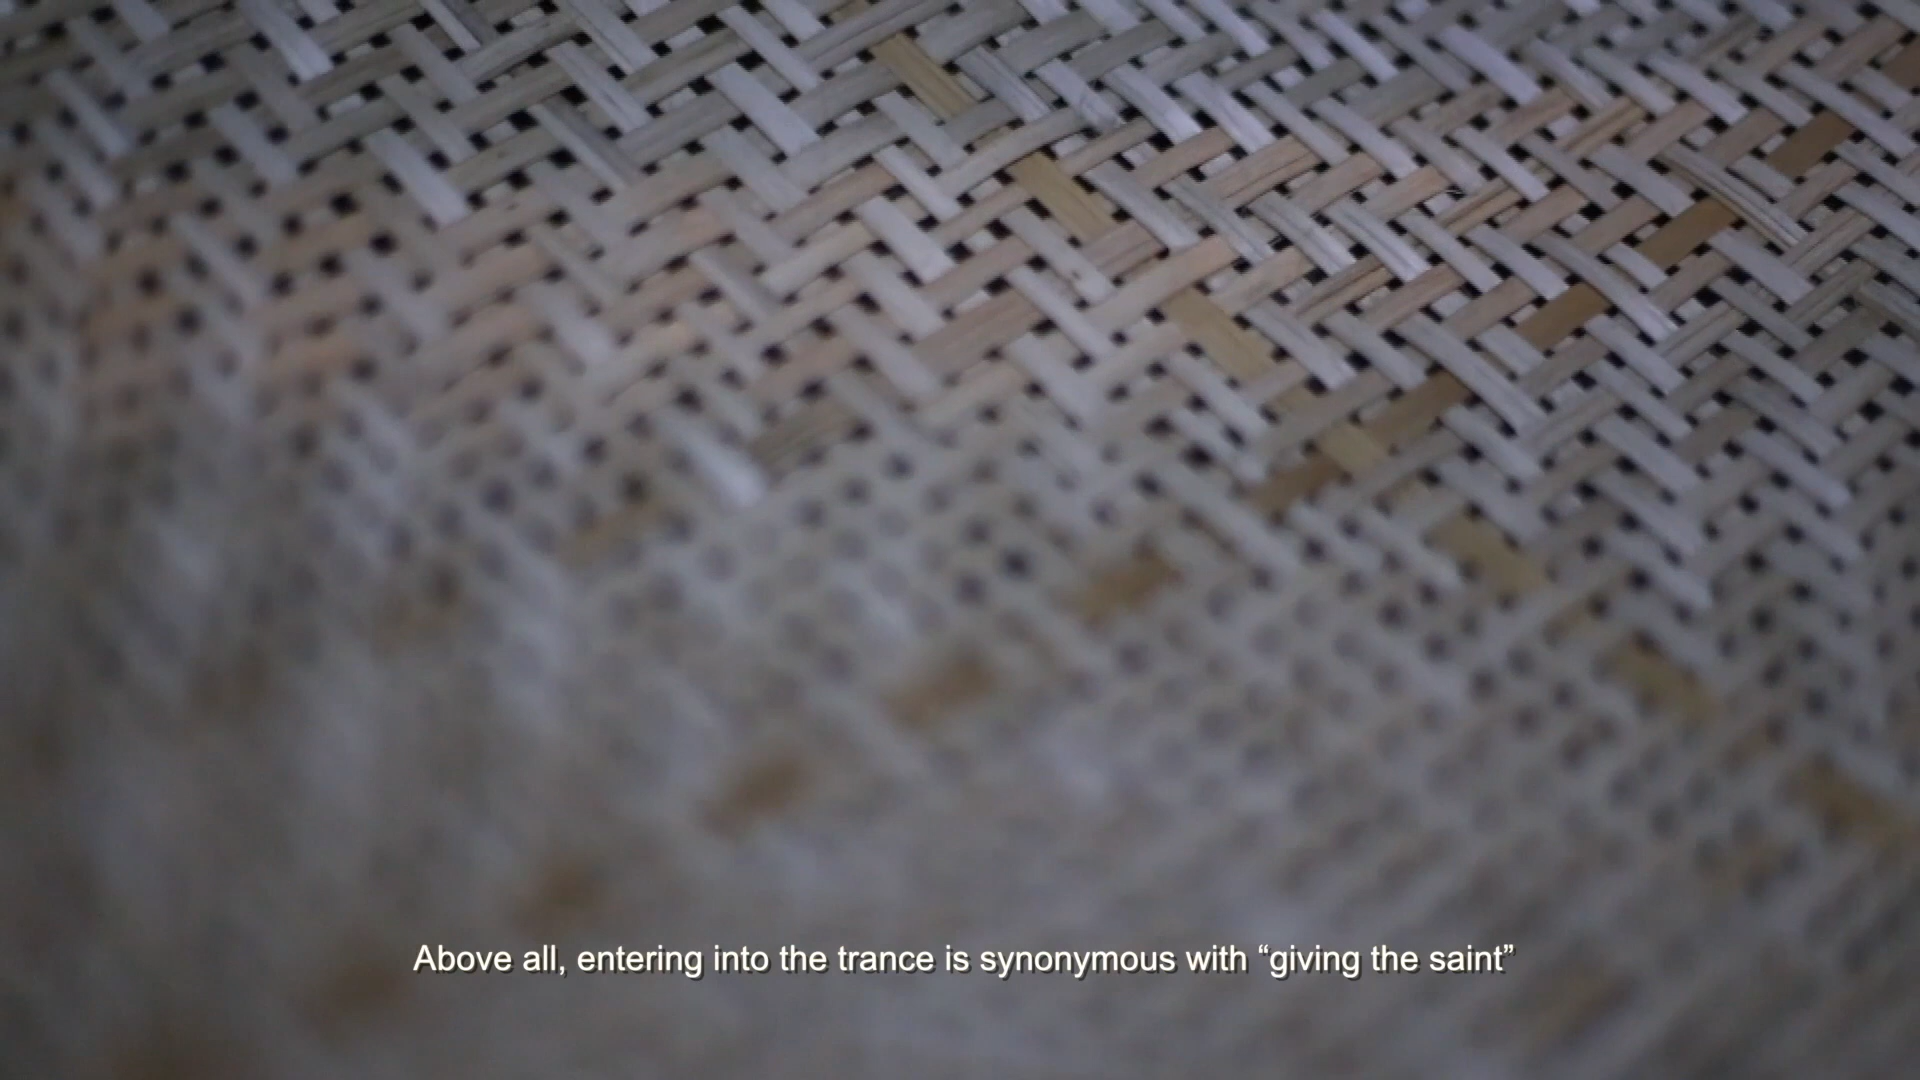 Above all, entering into the trance is synonymous with “giving the saint”